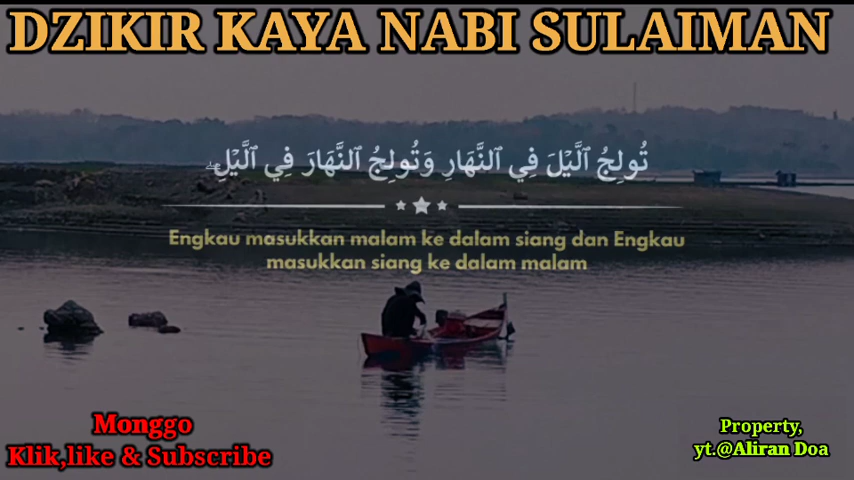 DZIKIR KAYA NABI SULAIMAN
تُولِجُ ٱلَّيْلَ فِي ٱلنَّهَارِ وَتُولِجُ ٱلنَّهَارَ فِي ٱلَّيْلِۖ
Engkau masukkan malam ke dalam siang dan Engkau
masukkan siang ke dalam malam
Monggo
Klik,like & Subscribe
Property,
yt.@Aliran Doa